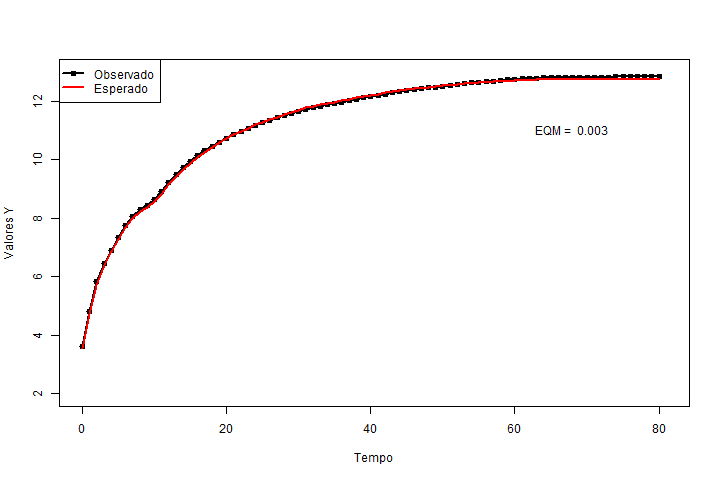 Observado
Esperado
EQM = 0.003
Valores Y
12
10
8
6
4
2
0 20 40 60 80
Tempo